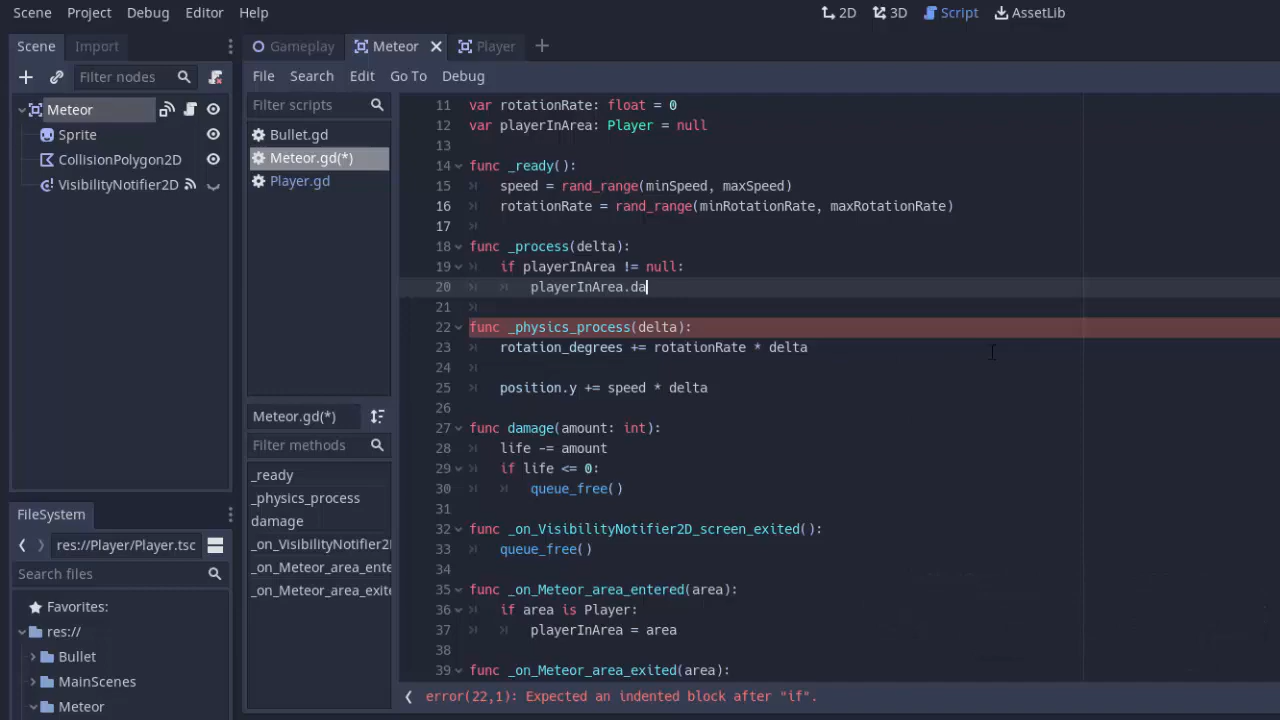 Scene Project Debug Editor Help 2D 3D Script AssetLib
Scene Import
Filter nodes
Meteor
Sprite
CollisionPolygon2D
VisibilityNotifier2D
FileSystem
res://Player/Player.tsc
Search files
Favorites:
res://
Bullet
MainScenes
Meteor
Gameplay Meteor Player
File Search Edit Go To Debug
Filter scripts
Bullet.gd
Meteor.gd(*)
Player.gd
Meteor.gd(*)
Filter methods
_ready
_physics_process
damage
_on_VisibilityNotifier2D
_on_Meteor_area_ente
_on_Meteor_area_exite
11 var rotationRate: float = 0
12 var playerInArea: Player = null
13
14 func _ready():
15 speed = rand_range(minSpeed, maxSpeed)
16 rotationRate = rand_range(minRotationRate, maxRotationRate)
17
18 func _process(delta):
19 if playerInArea != null:
20 playerInArea.da
21
22 func _physics_process(delta):
23 rotation_degrees += rotationRate * delta
24
25 position.y += speed * delta
26
27 func damage(amount: int):
28 life -= amount
29 if life <= 0:
30 queue_free()
31
32 func _on_VisibilityNotifier2D_screen_exited():
33 queue_free()
34
35 func _on_Meteor_area_entered(area):
36 if area is Player:
37 playerInArea = area
38
39 func _on_Meteor_area_exited(area):
error(22,1): Expected an indented block after "if".